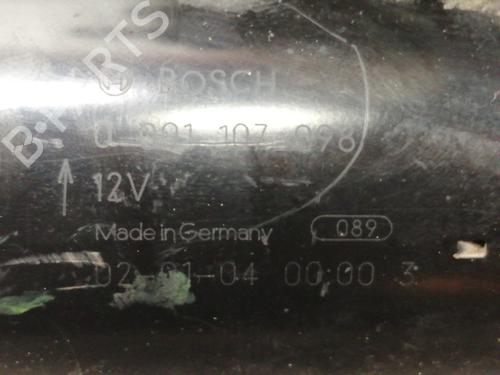 BOSCH
0 001 107 098
12V
Made in Germany
089
02-01-04 00:00 3